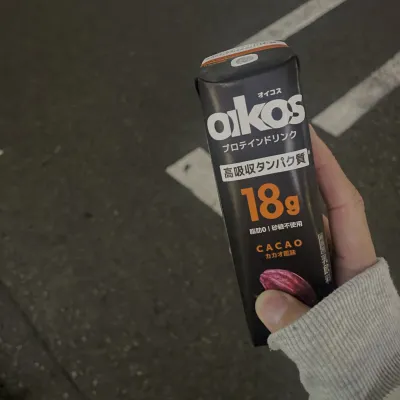 オイコス
oikos
プロテインドリンク
高吸収タンパク質
18g
脂肪0 | 砂糖不使用
CACAO
カカオ風味